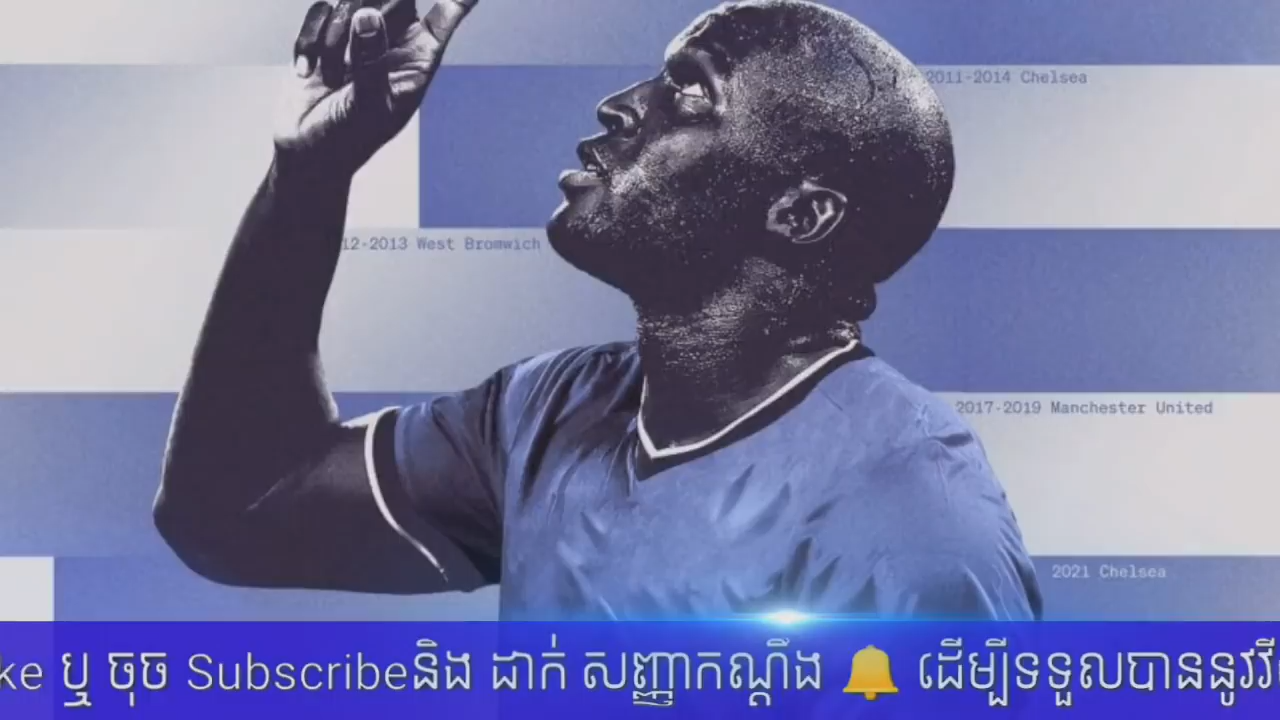 2011-2014 Chelsea
12-2013 West Bromwich
2017-2019 Manchester United
2021 Chelsea
ke ឬ ចុច Subscribeនិង ដាក់ សញ្ញាកណ្ដឹង 🔔 ដើម្បីទទួលបាននូវវី